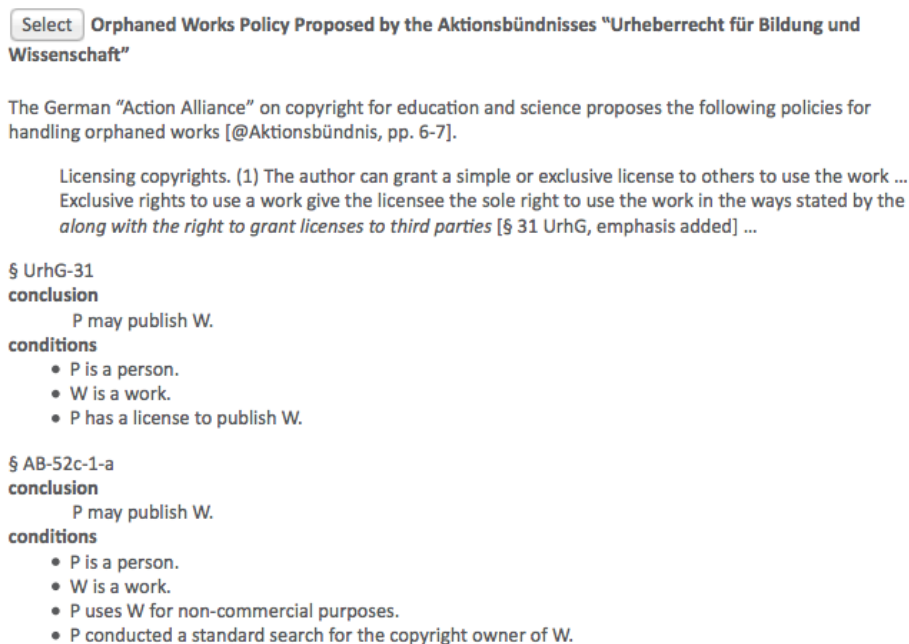 Select Orphaned Works Policy Proposed by the Aktionsbündnisses "Urheberrecht für Bildung und
Wissenschaft"
The German "Action Alliance" on copyright for education and science proposes the following policies for
handling orphaned works [@Aktionsbündnis, pp. 6-7].
Licensing copyrights. (1) The author can grant a simple or exclusive license to others to use the work ...
Exclusive rights to use a work give the licensee the sole right to use the work in the ways stated by the
along with the right to grant licenses to third parties [§ 31 UrhG, emphasis added] ...
§ UrhG-31
conclusion
P may publish W.
conditions
• P is a person.
• W is a work.
• P has a license to publish W.
§ AB-52c-1-a
conclusion
P may publish W.
conditions
• P is a person.
• W is a work.
• P uses W for non-commercial purposes.
• P conducted a standard search for the copyright owner of W.